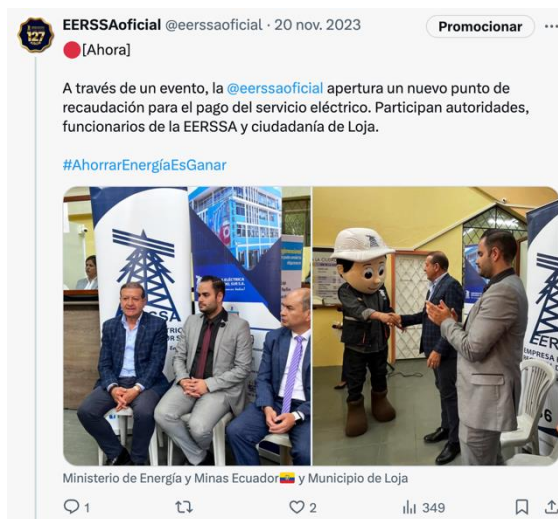 EERSSAoficial @eerssaoficial · 20 nov. 2023
Promocionar
[Ahora]
A través de un evento, la @eerssaoficial apertura un nuevo punto de
recaudación para el pago del servicio eléctrico. Participan autoridades,
funcionarios de la EERSSA y ciudadanía de Loja.
#AhorrarEnergíaEsGanar
Ministerio de Energía y Minas Ecuador y Municipio de Loja
1
2
349